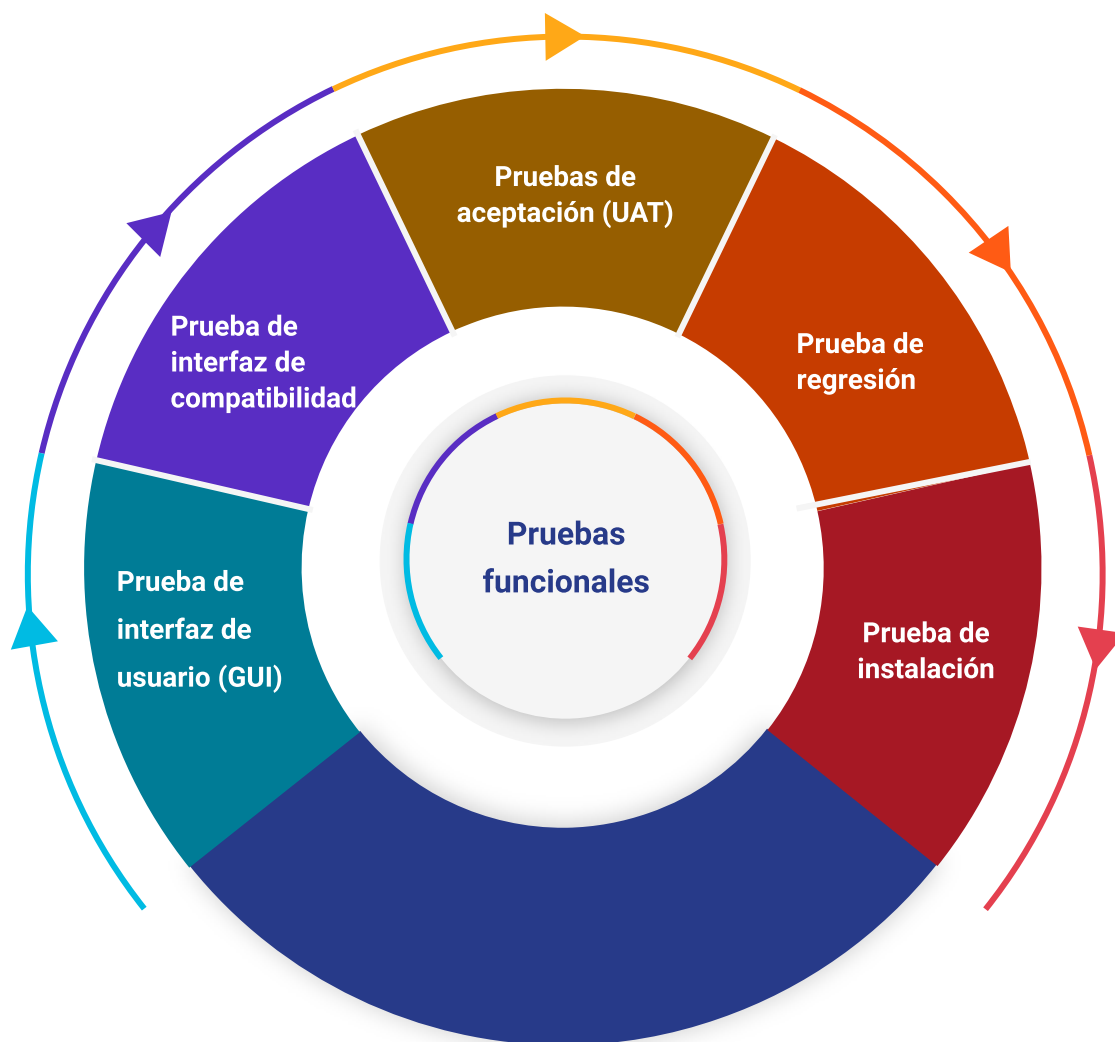 Pruebas de
aceptación (UAT)
Prueba de
interfaz de
compatibilidad
Prueba de
regresión
Pruebas
funcionales
Prueba de
interfaz de
usuario (GUI)
Prueba de
instalación